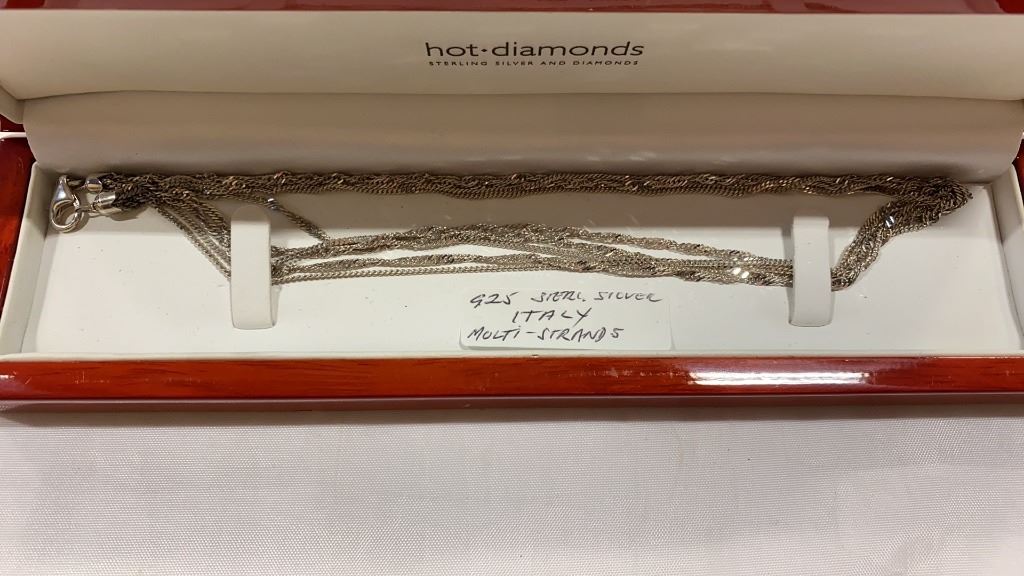 hot·diamonds
STERLING SILVER AND DIAMONDS
925 STERL. SILVER
ITALY
MULTI-STRANDS